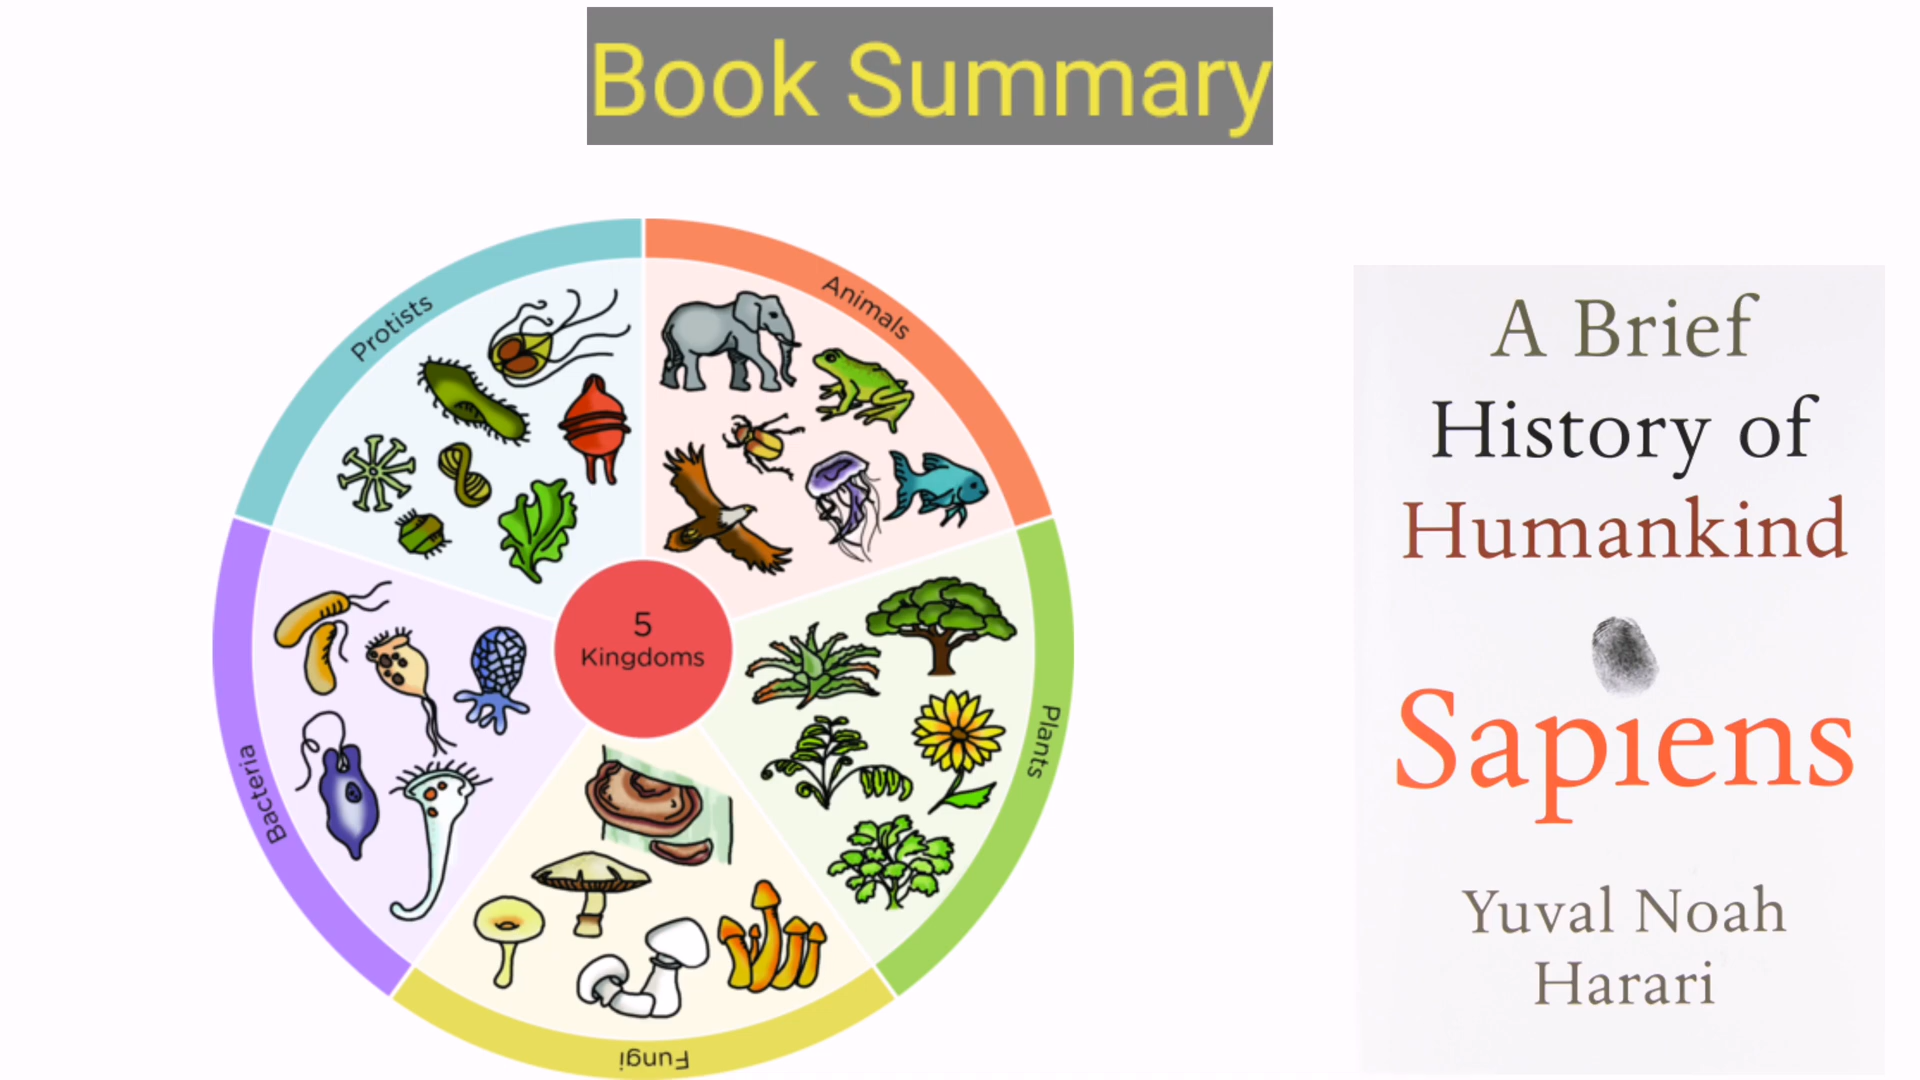 Book Summary
Protists
Animals
5
Kingdoms
Plants
Bacteria
Fungi
A Brief
History of
Humankind
Sapiens
Yuval Noah
Harari